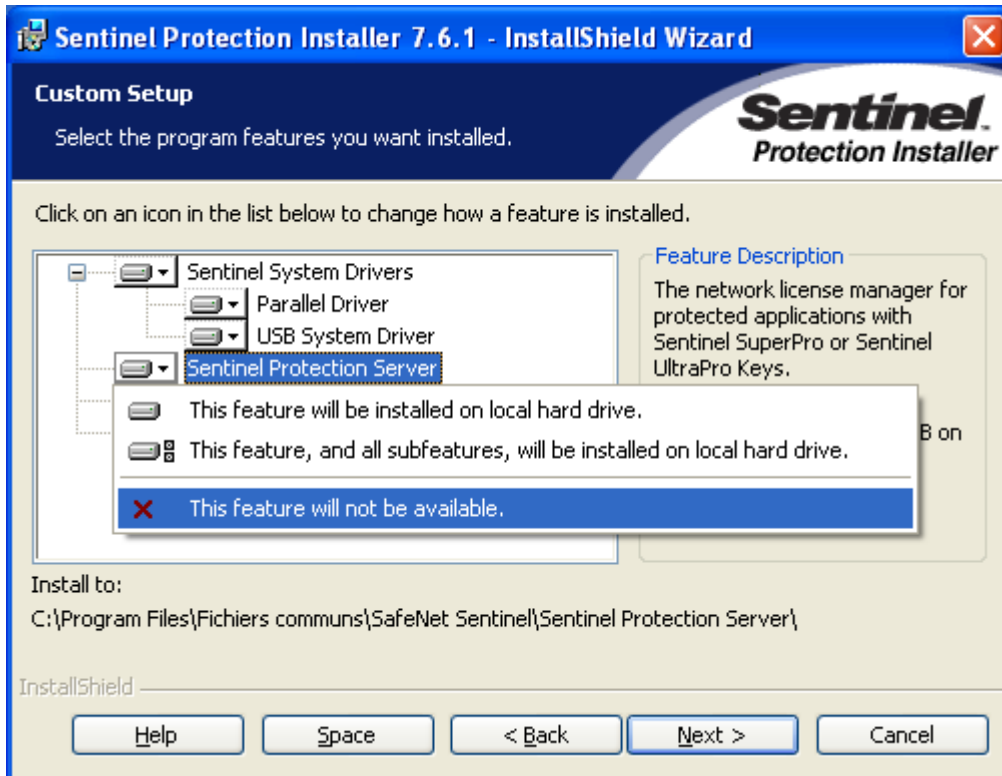 Sentinel Protection Installer 7.6.1 - InstallShield Wizard
Custom Setup
Select the program features you want installed.
Sentinel.
Protection Installer
Click on an icon in the list below to change how a feature is installed.
Sentinel System Drivers
Parallel Driver
USB System Driver
Sentinel Protection Server
This feature will be installed on local hard drive.
This feature, and all subfeatures, will be installed on local hard drive.
This feature will not be available.
Feature Description
The network license manager for
protected applications with
Sentinel SuperPro or Sentinel
UltraPro Keys.
B on
Install to:
C:\Program Files\Fichiers communs\SafeNet Sentinel\Sentinel Protection Server\
InstallShield
Help
Space
< Back
Next >
Cancel